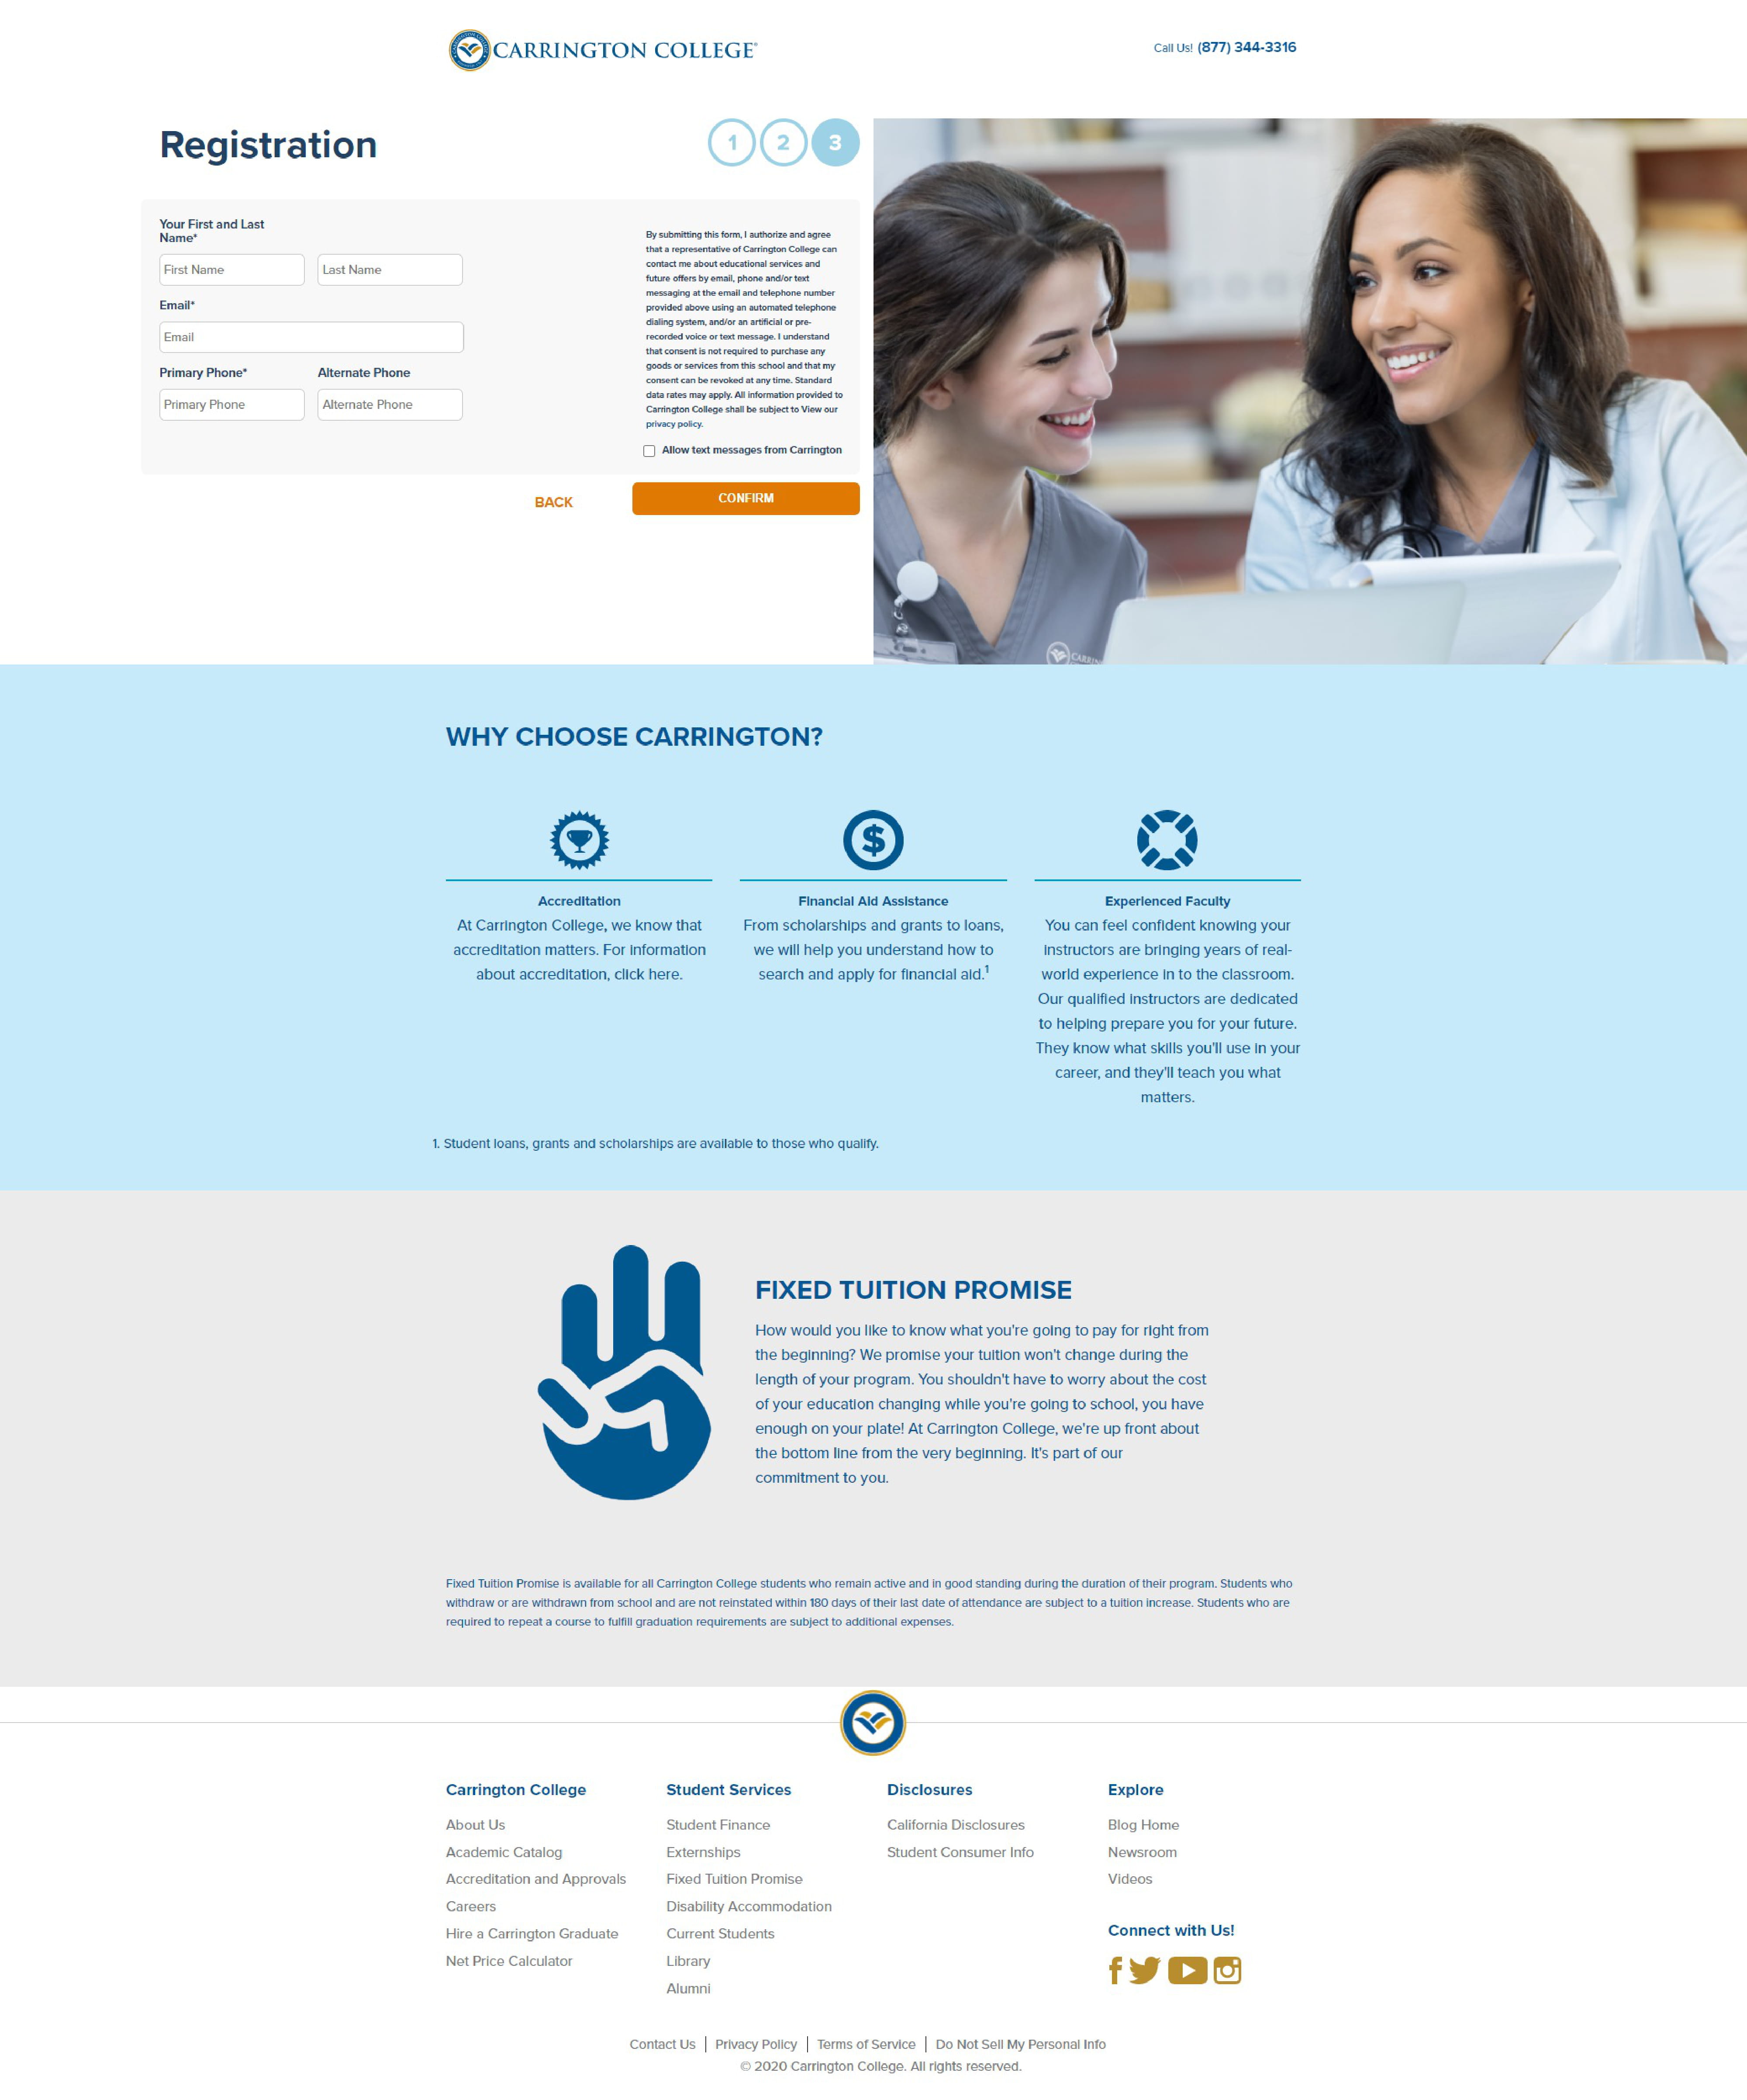 CARRINGTON COLLEGE®
Call Us! (877) 344-3316
Registration
1 2 3
Your First and Last
Name*
First Name
Last Name
Email*
Email
Primary Phone*
Alternate Phone
Primary Phone
Alternate Phone
By submitting this form, I authorize and agree
that a representative of Carrington College can
contact me about educational services and
future offers by email, phone and/or text
messaging at the email and telephone number
provided above using an automated telephone
dialing system, and/or an artificial or pre-
recorded voice or text message. I understand
that consent is not required to purchase any
goods or services from this school and that my
consent can be revoked at any time. Standard
data rates may apply. All information provided to
Carrington College shall be subject to View our
privacy policy.
Allow text messages from Carrington
BACK
CONFIRM
WHY CHOOSE CARRINGTON?
Accreditation
At Carrington College, we know that
accreditation matters. For information
about accreditation, click here.
Financial Aid Assistance
From scholarships and grants to loans,
we will help you understand how to
search and apply for financial aid.1
Experienced Faculty
You can feel confident knowing your
instructors are bringing years of real-
world experience in to the classroom.
Our qualified instructors are dedicated
to helping prepare you for your future.
They know what skills you'll use in your
career, and they'll teach you what
matters.
1. Student loans, grants and scholarships are available to those who qualify.
FIXED TUITION PROMISE
How would you like to know what you're going to pay for right from
the beginning? We promise your tuition won't change during the
length of your program. You shouldn't have to worry about the cost
of your education changing while you're going to school, you have
enough on your plate! At Carrington College, we're up front about
the bottom line from the very beginning. It's part of our
commitment to you.
Fixed Tuition Promise is available for all Carrington College students who remain active and in good standing during the duration of their program. Students who
withdraw or are withdrawn from school and are not reinstated within 180 days of their last date of attendance are subject to a tuition increase. Students who are
required to repeat a course to fulfill graduation requirements are subject to additional expenses.
Carrington College
About Us
Academic Catalog
Accreditation and Approvals
Careers
Hire a Carrington Graduate
Net Price Calculator
Student Services
Student Finance
Externships
Fixed Tuition Promise
Disability Accommodation
Current Students
Library
Alumni
Disclosures
California Disclosures
Student Consumer Info
Explore
Blog Home
Newsroom
Videos
Connect with Us!
Contact Us | Privacy Policy | Terms of Service | Do Not Sell My Personal Info
© 2020 Carrington College. All rights reserved.